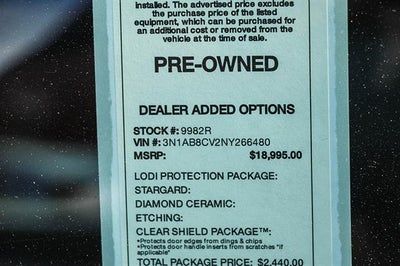 installed. The advertised price excludes
the purchase price of the listed
equipment, which can be purchased for
an additional cost or removed from the
vehicle at the time of sale.
PRE-OWNED
DEALER ADDED OPTIONS
STOCK #: 9982R
VIN #: 3N1AB8CV2NY266480
MSRP: $18,995.00
LODI PROTECTION PACKAGE:
STARGARD:
DIAMOND CERAMIC:
ETCHING:
CLEAR SHIELD PACKAGE™:
*Protects door edges from dings & chips
*Protects door handle inserts from scratches "if
applicable"
TOTAL PACKAGE PRICE: $2,440.00